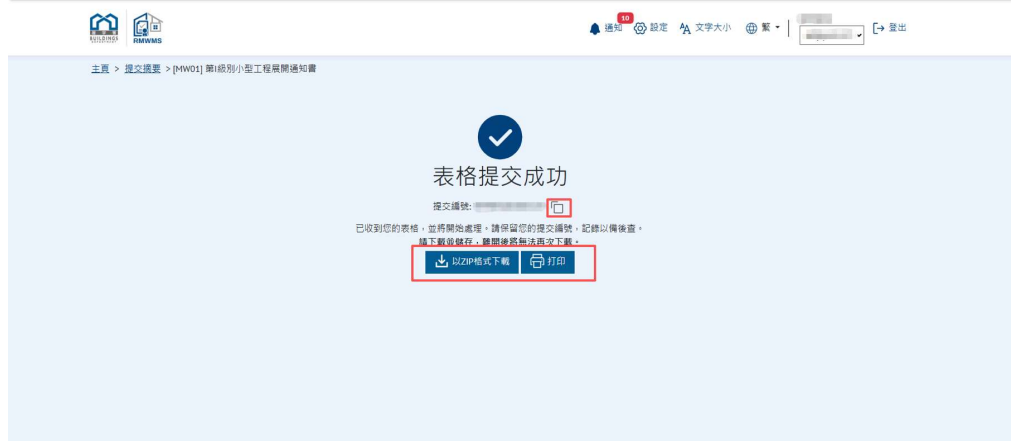 屋宇署
BUILDINGS DEPARTMENT
RMWMS
通知 10 設定 文字大小 繁 登出
主頁 > 提交摘要 > [MW01] 第I級別小型工程展開通知書
表格提交成功
提交編號:
已收到您的表格，並將開始處理。請保留您的提交編號，記錄以備後查。
請下載並儲存，離開後將無法再次下載。
以ZIP格式下載 打印